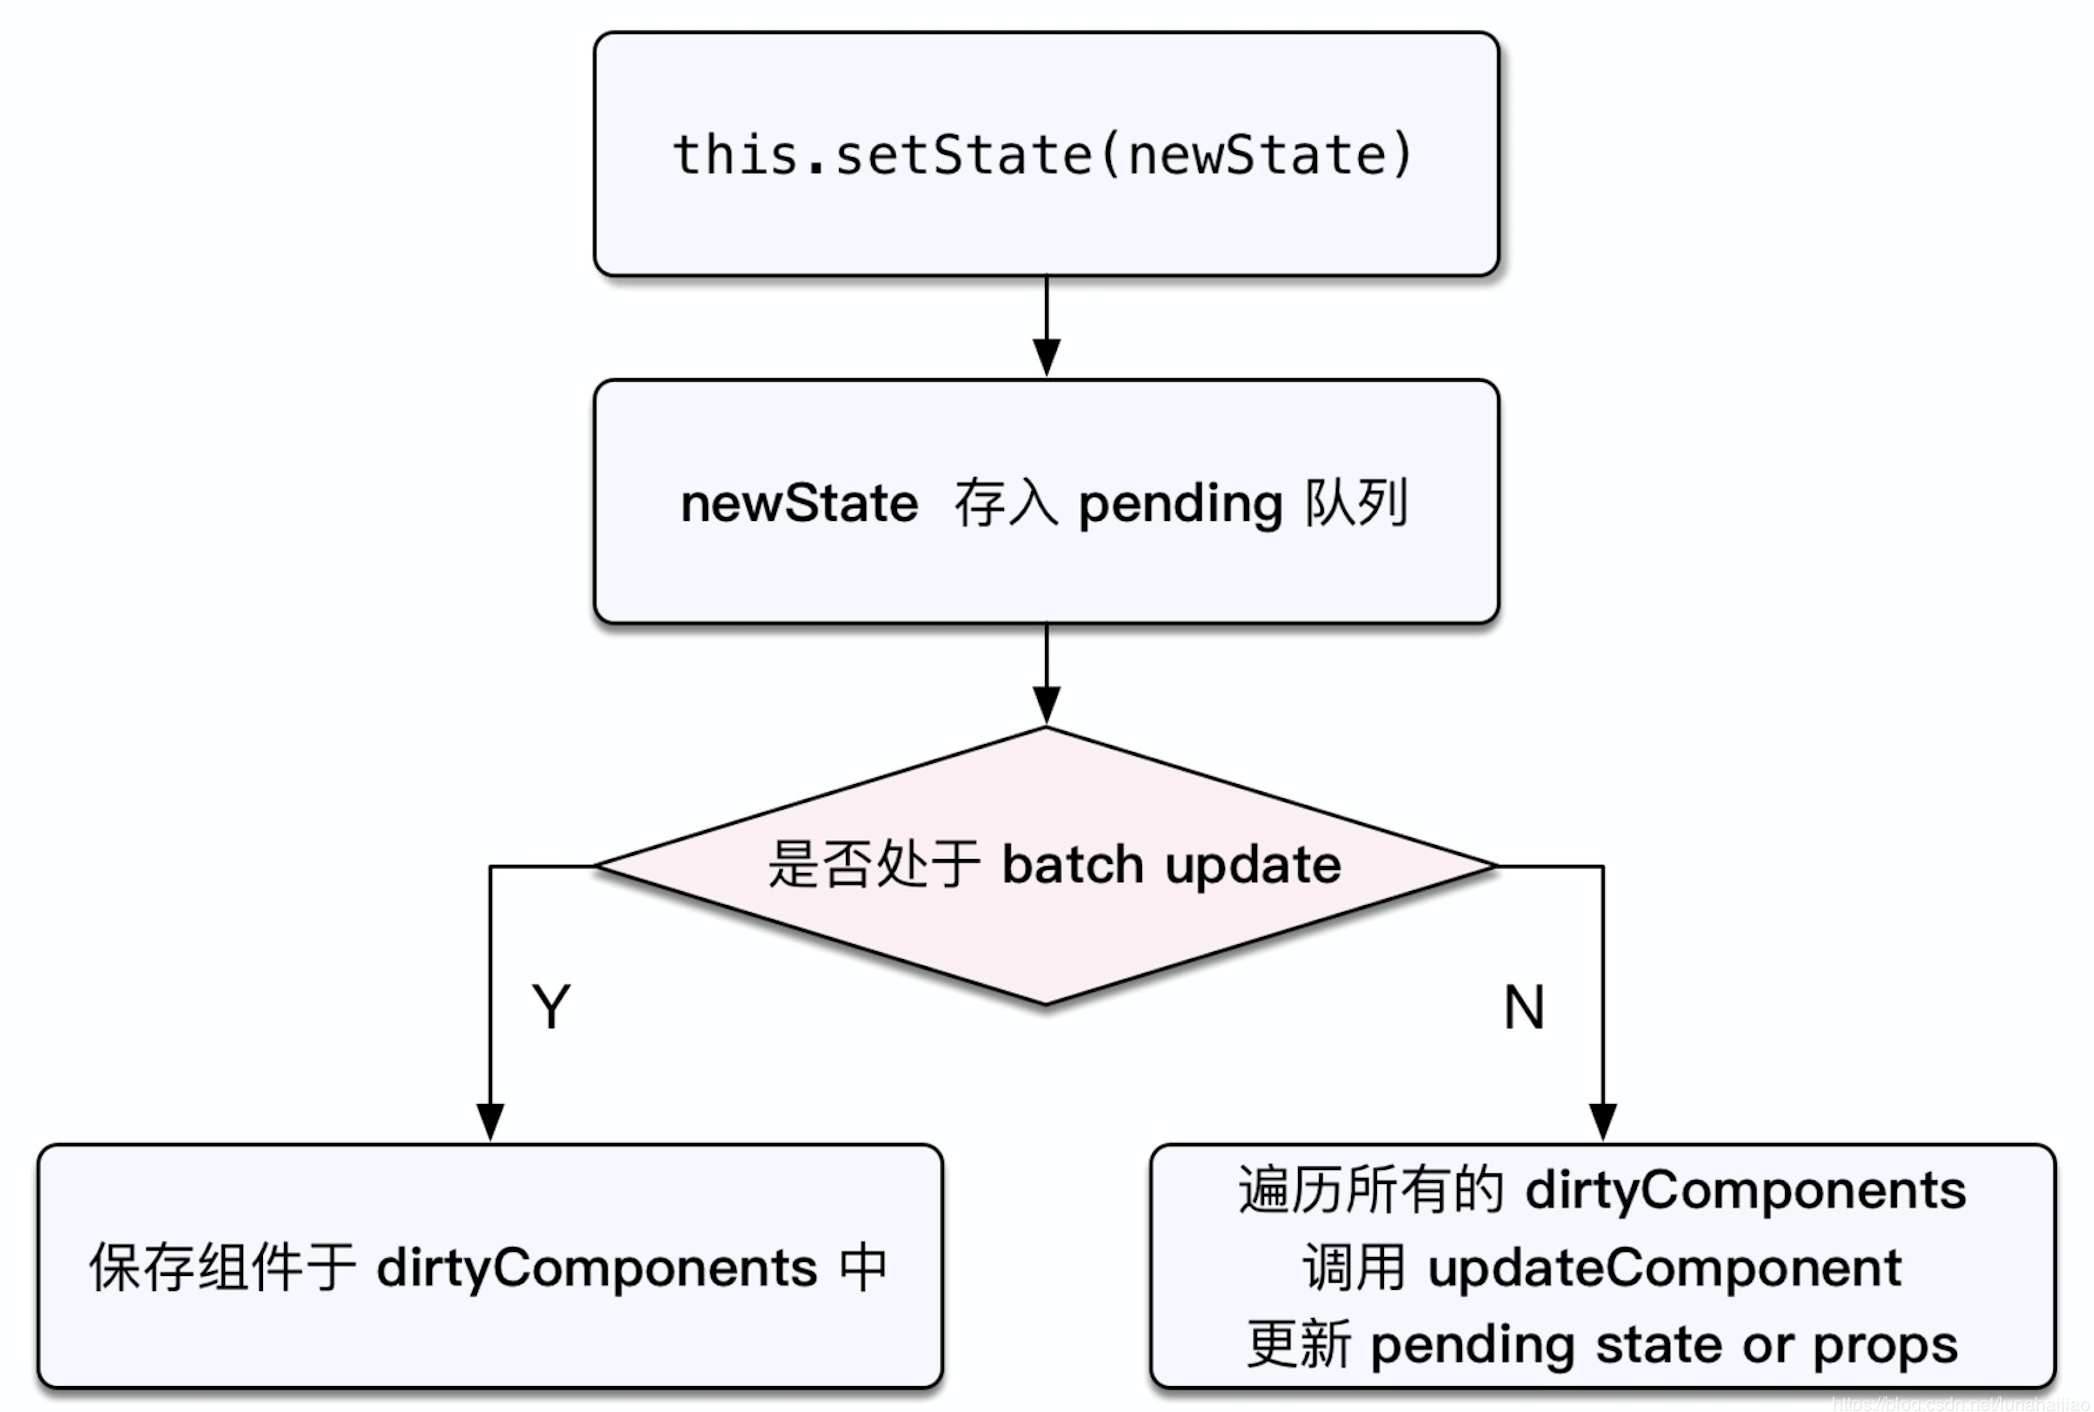 this.setState(newState)
newState 存入 pending 队列
是否处于 batch update
Y
N
保存组件于 dirtyComponents 中
遍历所有的 dirtyComponents
调用 updateComponent
更新 pending state or props
https://blog.csdn.net/lunahaijiao